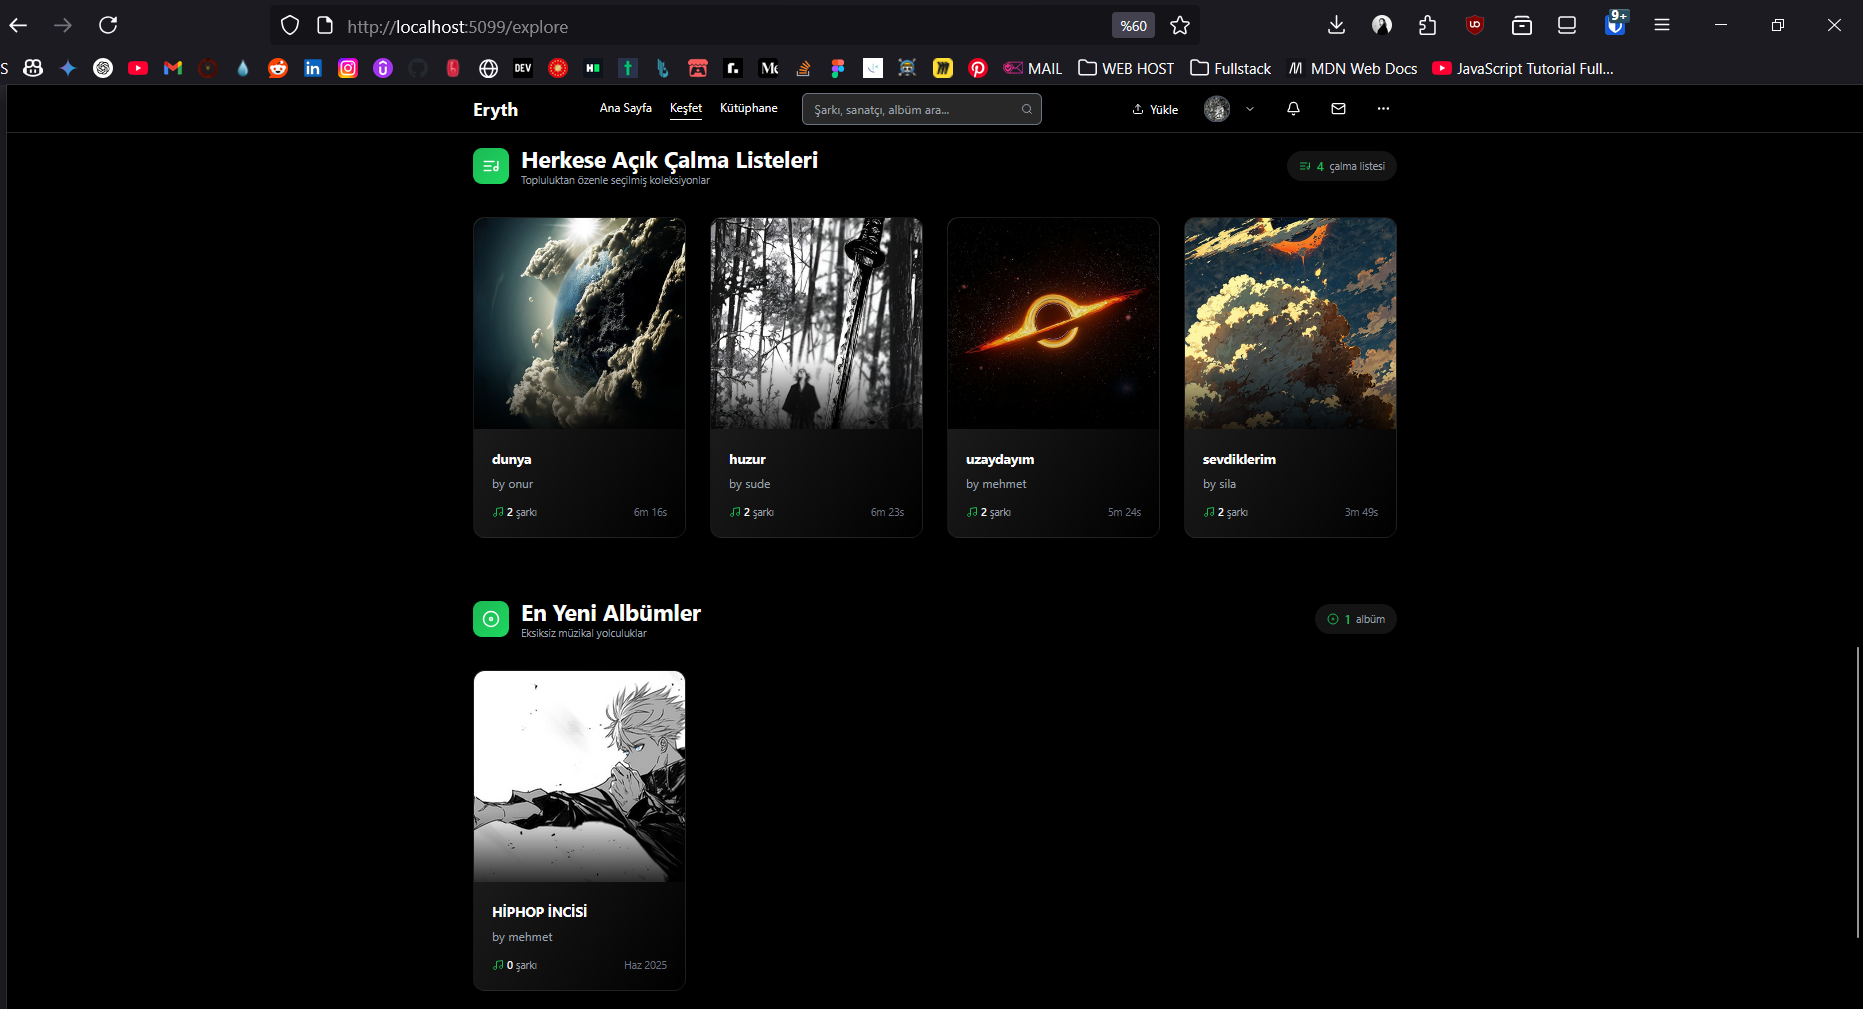 http://localhost:5099/explore
%60
9+
S
DEV
MAIL
WEB HOST
Fullstack
MDN Web Docs
JavaScript Tutorial Full...
Eryth
Ana Sayfa
Keşfet
Kütüphane
Şarkı, sanatçı, albüm ara...
Yükle
Herkese Açık Çalma Listeleri
4 çalma listesi
Topluluktan özenle seçilmiş koleksiyonlar
dunya
by onur
2 şarkı
6m 16s
huzur
by sude
2 şarkı
6m 23s
uzaydayım
by mehmet
2 şarkı
5m 24s
sevdiklerim
by sila
2 şarkı
3m 49s
En Yeni Albümler
1 albüm
Eksiksiz müzikal yolculuklar
HİPHOP İNCİSİ
by mehmet
0 şarkı
Haz 2025